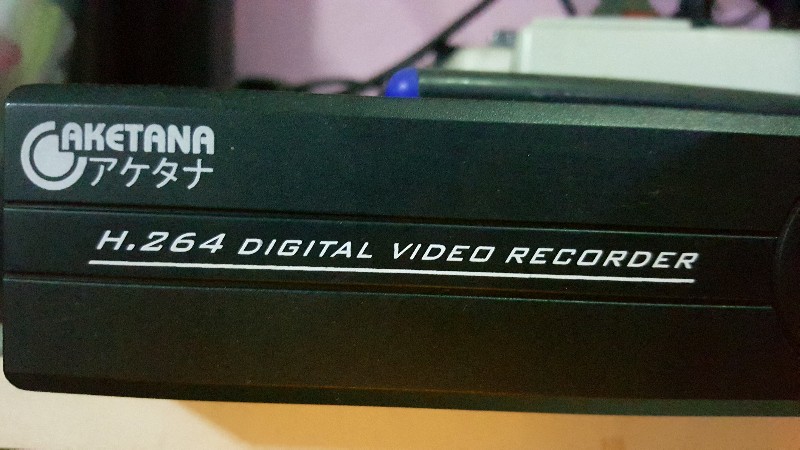 AKETANA
アケタナ
H.264 DIGITAL VIDEO RECORDER